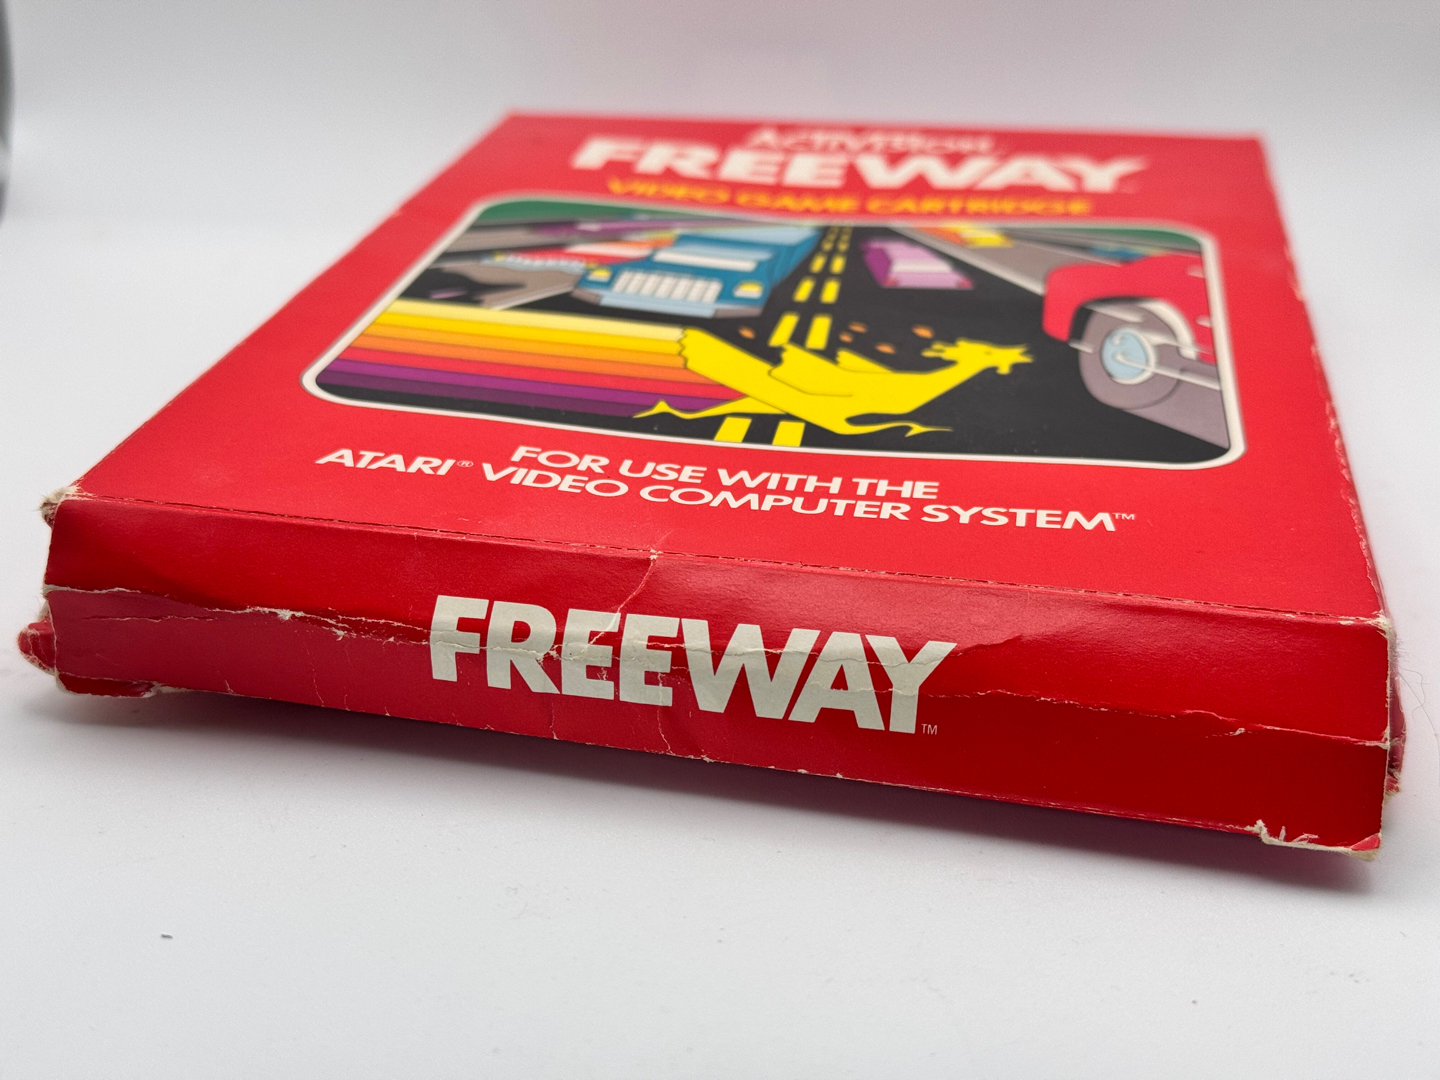 ACTIVISION
FREEWAY
VIDEO GAME CARTRIDGE
FOR USE WITH THE
ATARI® VIDEO COMPUTER SYSTEM™
FREEWAY™